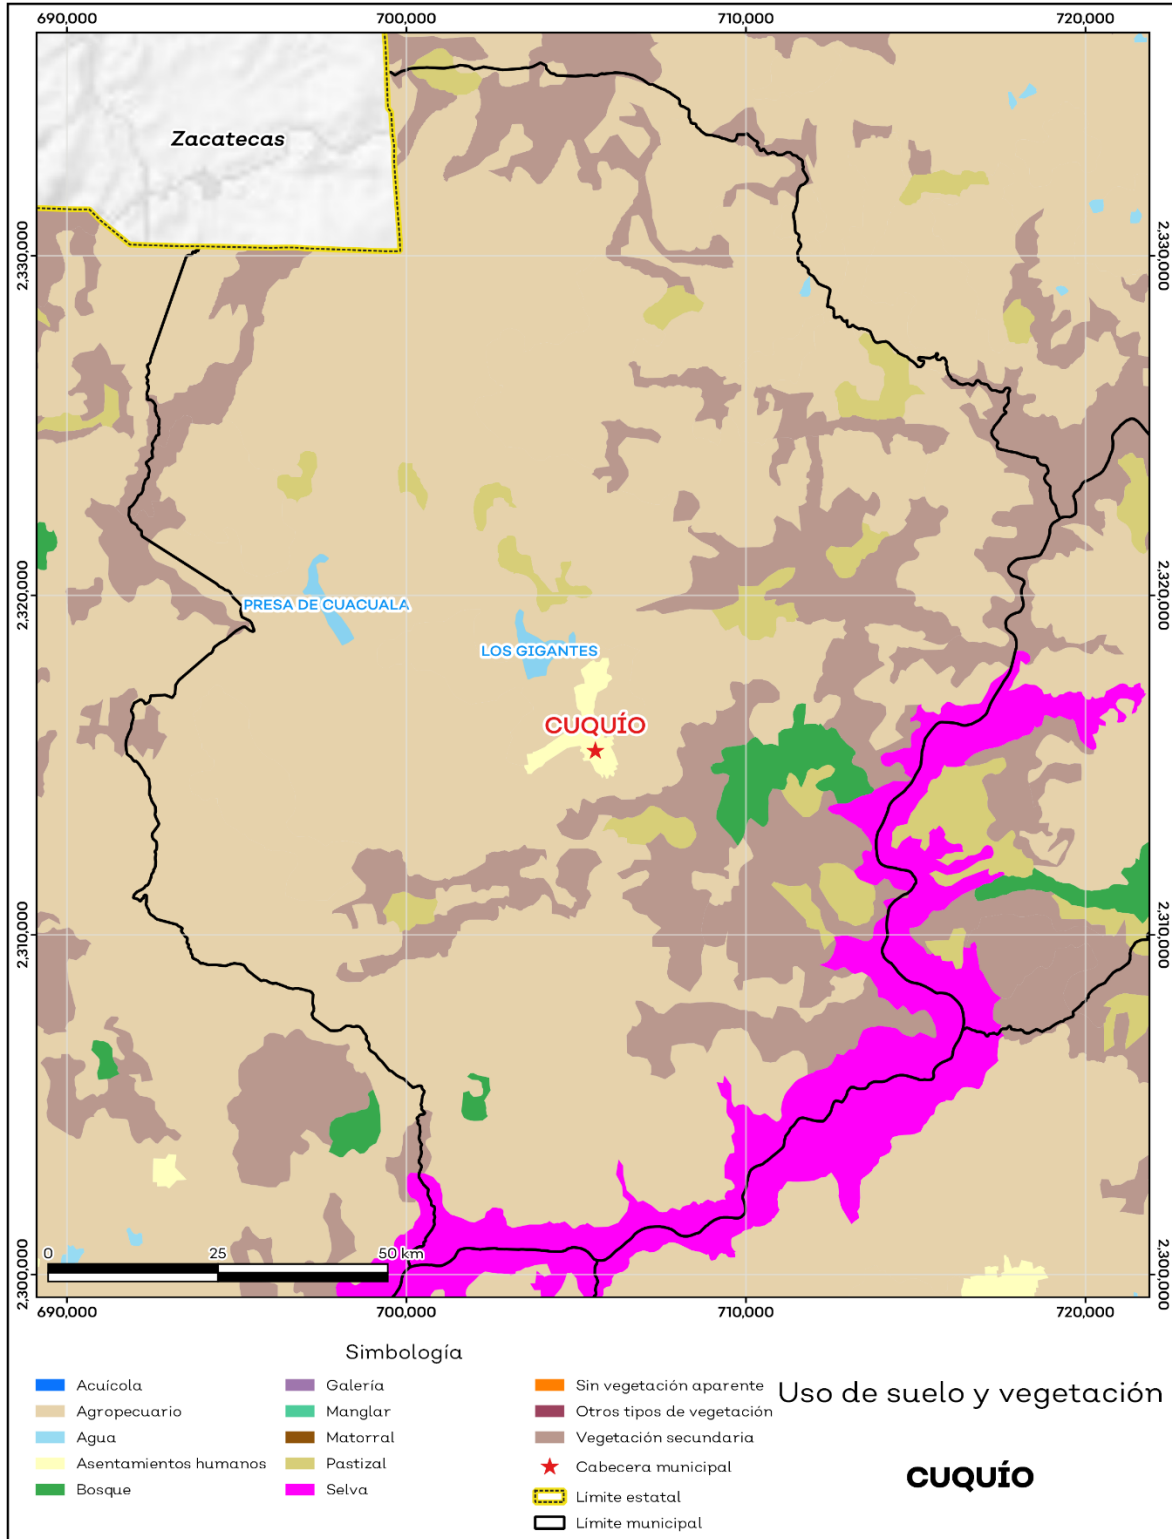 690,000 700,000 710,000 720,000
Zacatecas
2,330,000 2,330,000
2,320,000 2,320,000
PRESA DE CUACUALA
LOS GIGANTES
CUQUÍO
2,310,000 2,310,000
2,300,000 2,300,000
0 25 50 km
690,000 700,000 710,000 720,000
Simbología
Acuícola
Agropecuario
Agua
Asentamientos humanos
Bosque
Galería
Manglar
Matorral
Pastizal
Selva
Sin vegetación aparente
Otros tipos de vegetación
Vegetación secundaria
Cabecera municipal
Límite estatal
Límite municipal
Uso de suelo y vegetación
CUQUÍO